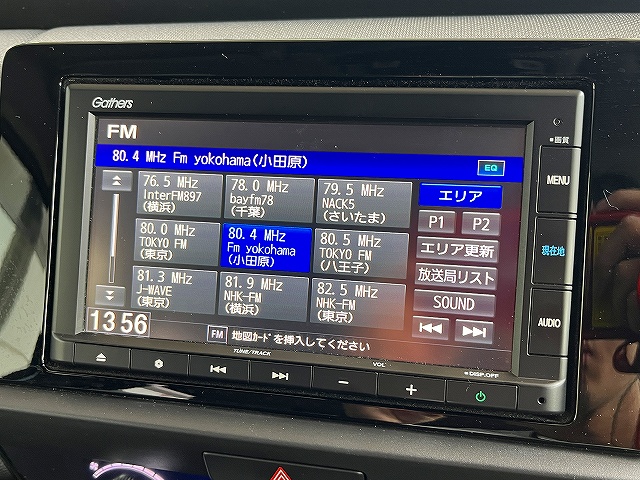 Gathers
FM
80.4 MHz Fm yokohama(小田原)
EQ
76.5 MHz
InterFM897
(横浜)
78.0 MHz
bayfm78
(千葉)
79.5 MHz
NACK5
(さいたま)
エリア
P1
P2
80.0 MHz
TOKYO FM
(東京)
80.4 MHz
Fm yokohama
(小田原)
80.5 MHz
TOKYO FM
(八王子)
エリア更新
放送局リスト
81.3 MHz
J-WAVE
(東京)
81.9 MHz
NHK-FM
(横浜)
82.5 MHz
NHK-FM
(東京)
SOUND
13:56
FM
地図カードを挿入してください
画質
MENU
現在地
AUDIO
TUNE/TRACK
VOL
DISP.OFF